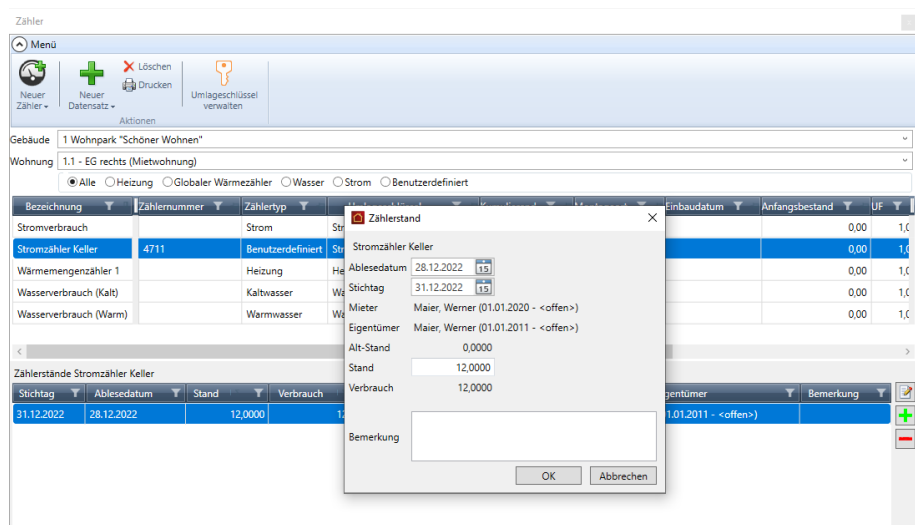 Zähler
Menü
Neuer Zähler
Neuer Datensatz
Löschen
Drucken
Umlageschlüssel verwalten
Aktionen
Gebäude 1 Wohnpark "Schöner Wohnen"
Wohnung 1.1 - EG rechts (Mietwohnung)
Alle Heizung Globaler Wärmezähler Wasser Strom Benutzerdefiniert
Bezeichnung Zählernummer Zählertyp Einbaudatum Anfangsbestand UF
Stromverbrauch Strom 0,00
Stromzähler Keller 4711 Benutzerdefiniert 0,00
Wärmemengenzähler 1 Heizung 0,00
Wasserverbrauch (Kalt) Kaltwasser 0,00
Wasserverbrauch (Warm) Warmwasser 0,00
Zählerstand
Stromzähler Keller
Ablesedatum 28.12.2022 15
Stichtag 31.12.2022 15
Mieter Maier, Werner (01.01.2020 - <offen>)
Eigentümer Maier, Werner (01.01.2011 - <offen>)
Alt-Stand 0,0000
Stand 12,0000
Verbrauch 12,0000
Bemerkung
OK Abbrechen
Zählerstände Stromzähler Keller
Stichtag Ablesedatum Stand Verbrauch Bemerkung
31.12.2022 28.12.2022 12,0000